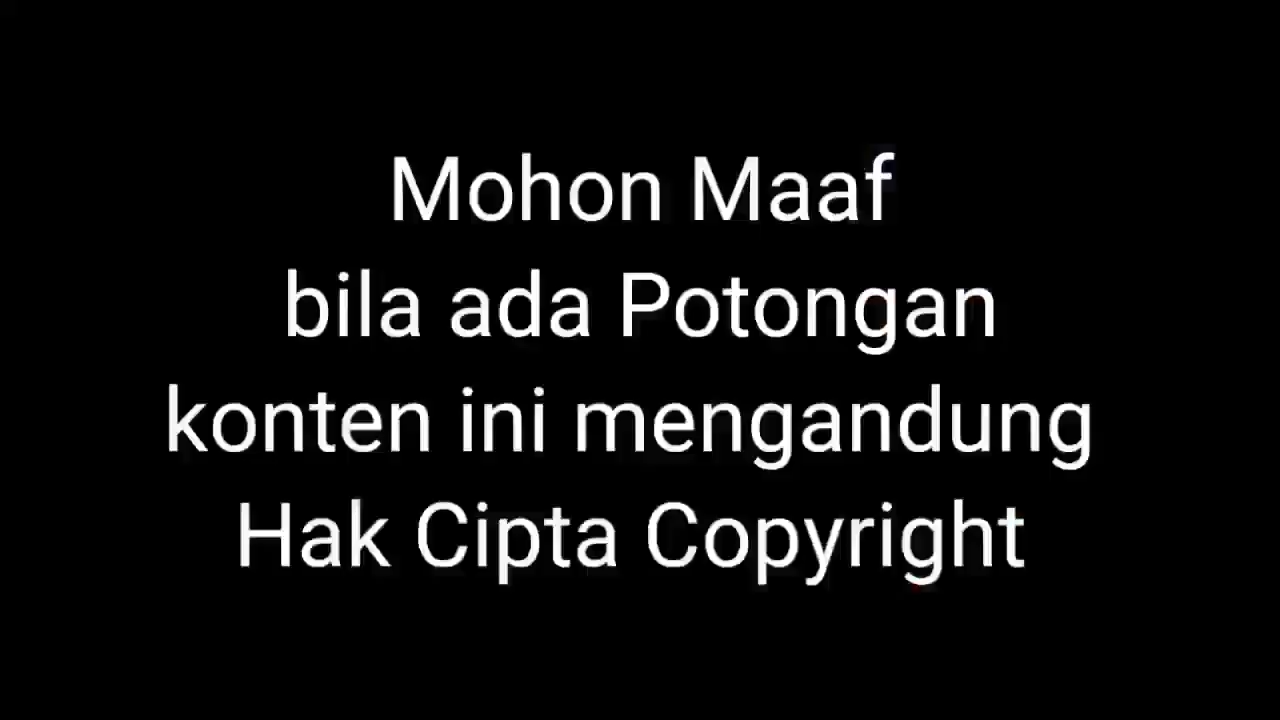 Mohon Maaf
bila ada Potongan
konten ini mengandung
Hak Cipta Copyright